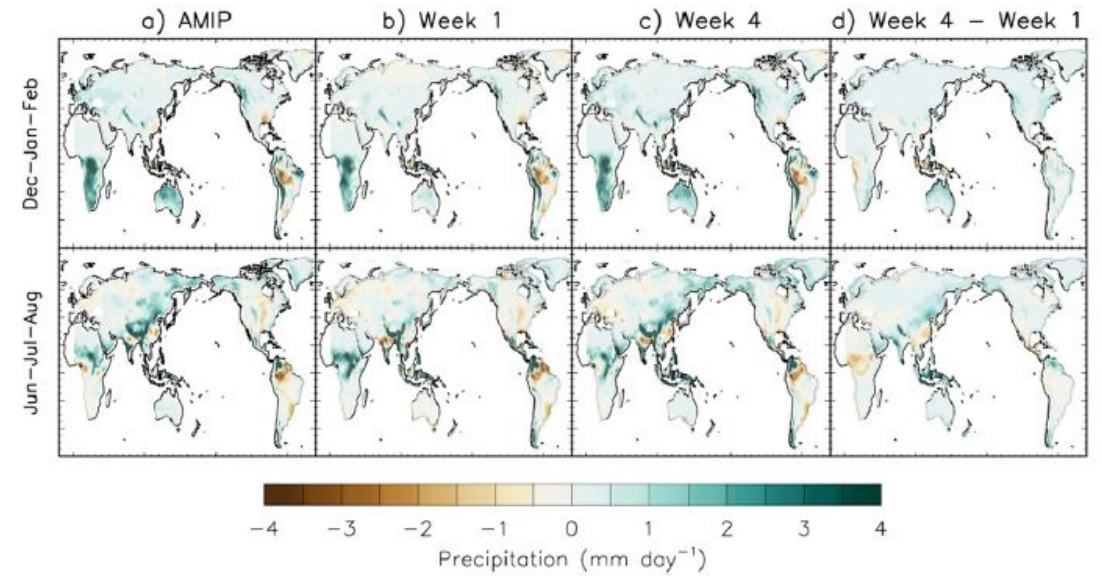 a) AMIP b) Week 1 c) Week 4 d) Week 4 − Week 1
Dec−Jan−Feb
Jun−Jul−Aug
−4 −3 −2 −1 0 1 2 3 4
Precipitation (mm day⁻¹)